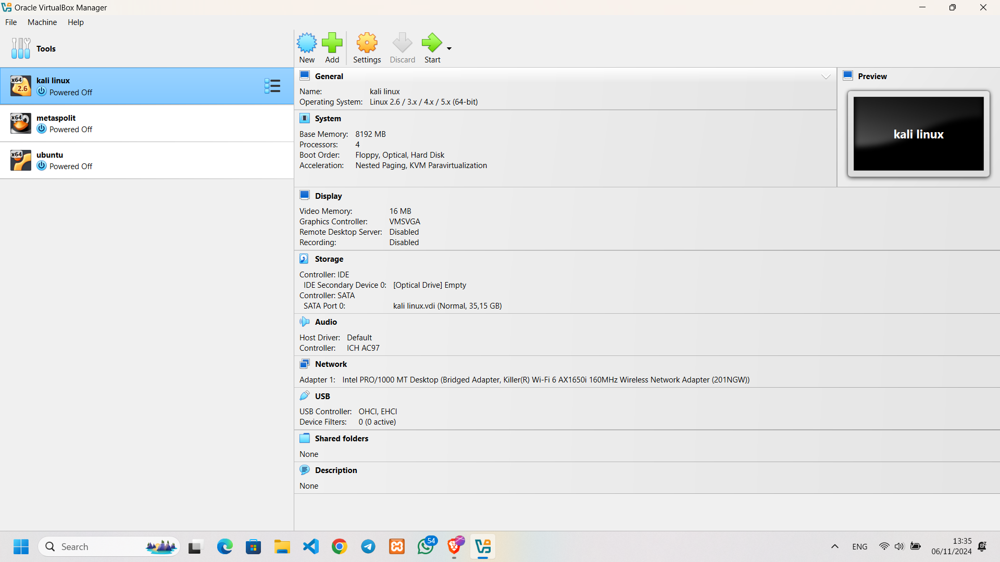 Oracle VirtualBox Manager
File Machine Help
Tools
New Add Settings Discard Start
x64 2.6 kali linux
Powered Off
x64 metaspolit
Powered Off
x64 ubuntu
Powered Off
General
Name: kali linux
Operating System: Linux 2.6 / 3.x / 4.x / 5.x (64-bit)
System
Base Memory: 8192 MB
Processors: 4
Boot Order: Floppy, Optical, Hard Disk
Acceleration: Nested Paging, KVM Paravirtualization
Preview
kali linux
Display
Video Memory: 16 MB
Graphics Controller: VMSVGA
Remote Desktop Server: Disabled
Recording: Disabled
Storage
Controller: IDE
IDE Secondary Device 0: [Optical Drive] Empty
Controller: SATA
SATA Port 0: kali linux.vdi (Normal, 35,15 GB)
Audio
Host Driver: Default
Controller: ICH AC97
Network
Adapter 1: Intel PRO/1000 MT Desktop (Bridged Adapter, Killer(R) Wi-Fi 6 AX1650i 160MHz Wireless Network Adapter (201NGW))
USB
USB Controller: OHCI, EHCI
Device Filters: 0 (0 active)
Shared folders
None
Description
None
Search
54
ENG
13:35
06/11/2024